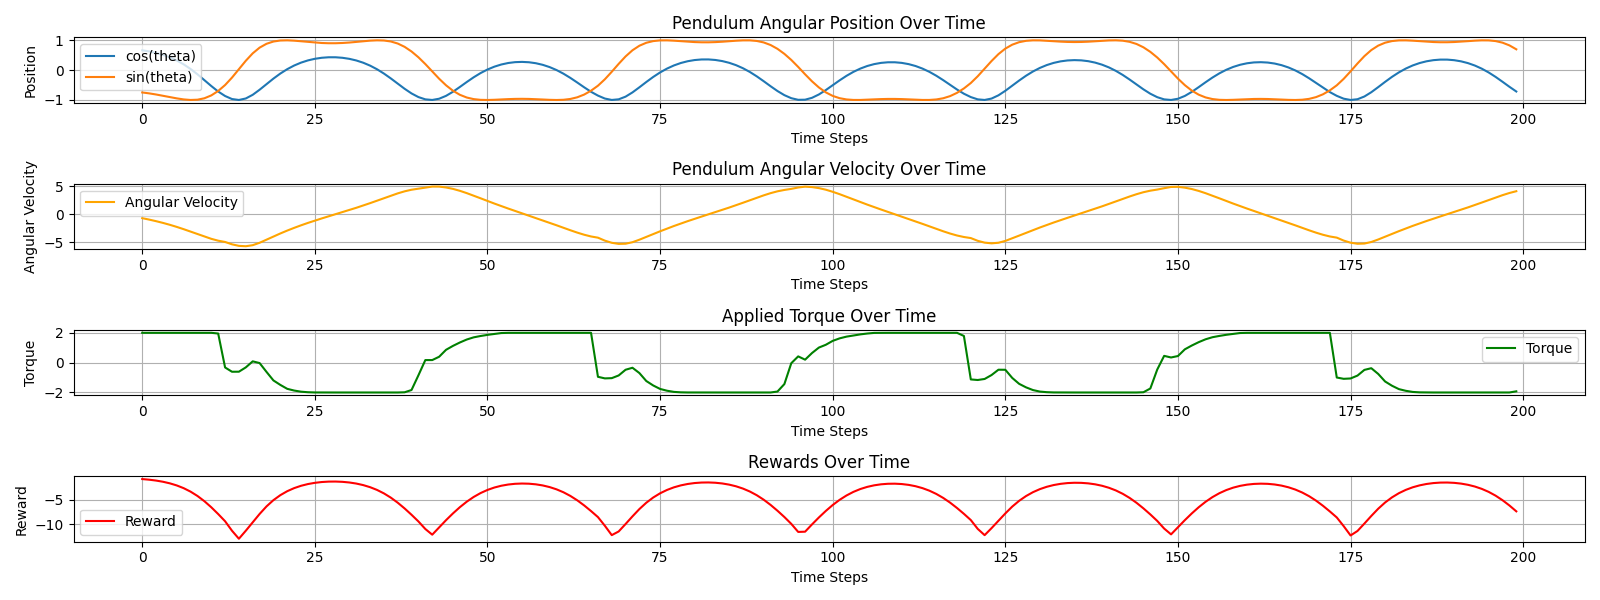 Pendulum Angular Position Over Time
Position
1
0
−1
cos(theta)
sin(theta)
0 25 50 75 100 125 150 175 200
Time Steps
Pendulum Angular Velocity Over Time
Angular Velocity
5
0
−5
Angular Velocity
0 25 50 75 100 125 150 175 200
Time Steps
Applied Torque Over Time
Torque
2
0
−2
Torque
0 25 50 75 100 125 150 175 200
Time Steps
Rewards Over Time
Reward
−5
−10
Reward
0 25 50 75 100 125 150 175 200
Time Steps